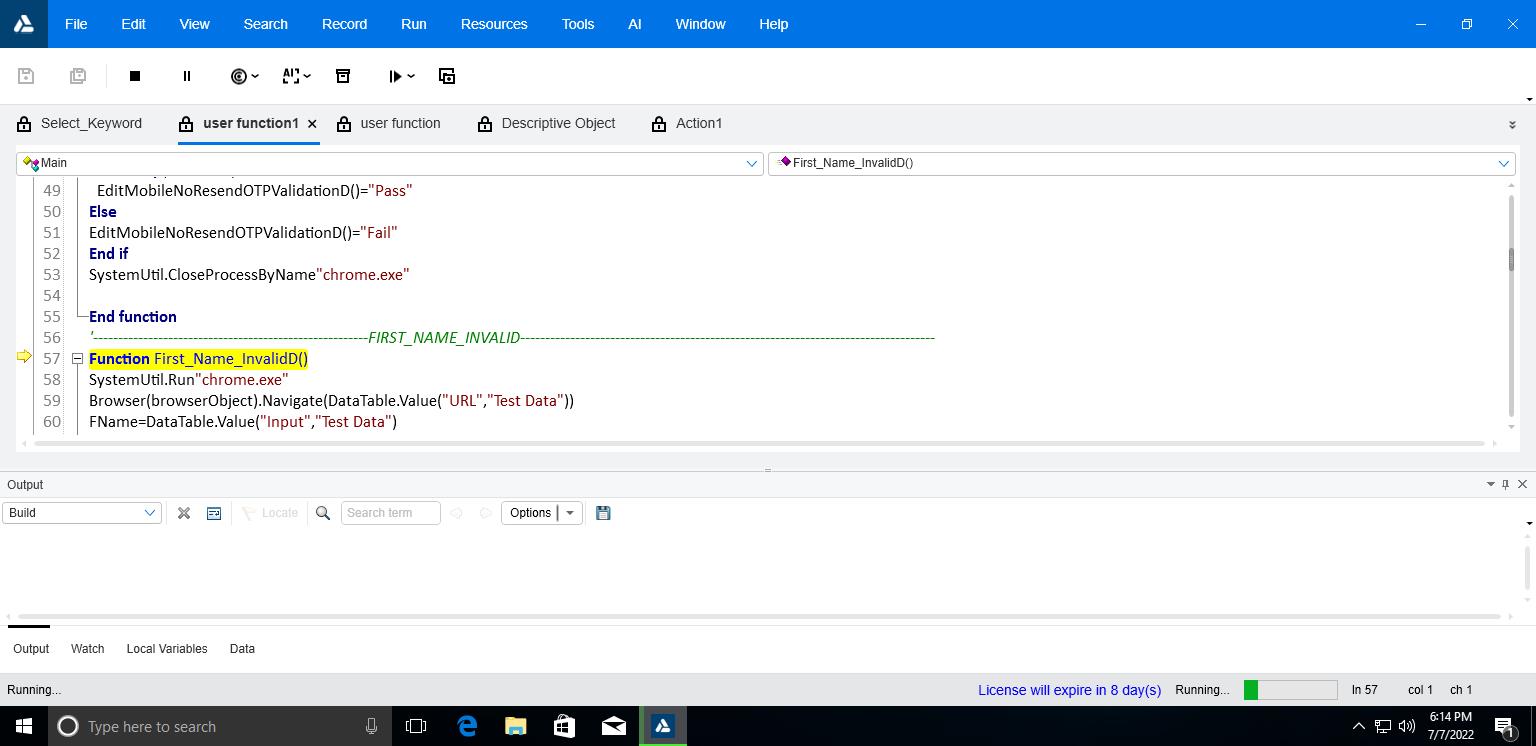 File Edit View Search Record Run Resources Tools AI Window Help
Select_Keyword user function1 user function Descriptive Object Action1
Main First_Name_InvalidD()
49 EditMobileNoResendOTPValidationD()="Pass"
50 Else
51 EditMobileNoResendOTPValidationD()="Fail"
52 End if
53 SystemUtil.CloseProcessByName"chrome.exe"
54
55 End function
56 '-------------------------------------------------------FIRST_NAME_INVALID-----------------------------------------------------------------------------------
57 Function First_Name_InvalidD()
58 SystemUtil.Run"chrome.exe"
59 Browser(browserObject).Navigate(DataTable.Value("URL","Test Data"))
60 FName=DataTable.Value("Input","Test Data")
Output
Build Locate Search term Options
Output Watch Local Variables Data
Running... License will expire in 8 day(s) Running... ln 57 col 1 ch 1
Type here to search
6:14 PM
7/7/2022
1